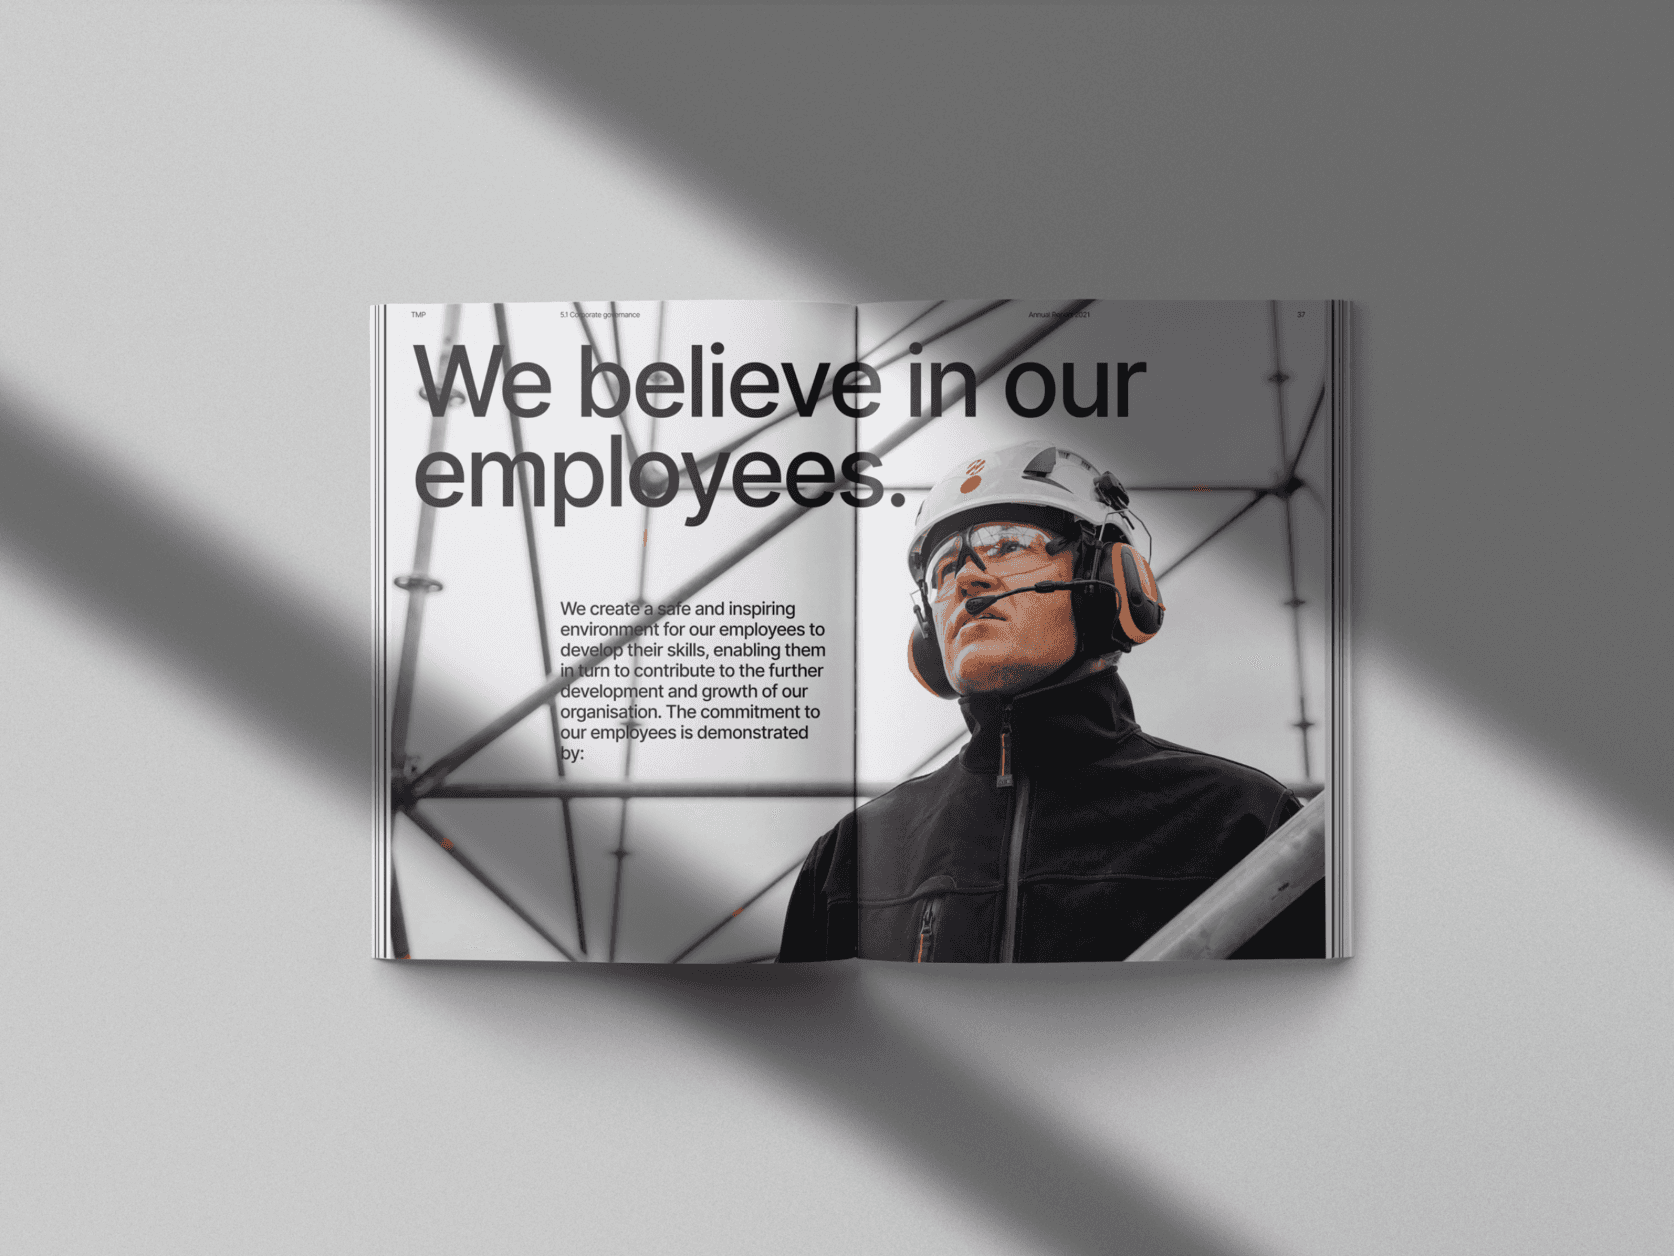 TMP
5.1 Corporate governance
Annual Report 2021
37
We believe in our
employees.
We create a safe and inspiring
environment for our employees to
develop their skills, enabling them
in turn to contribute to the further
development and growth of our
organisation. The commitment to
our employees is demonstrated
by: